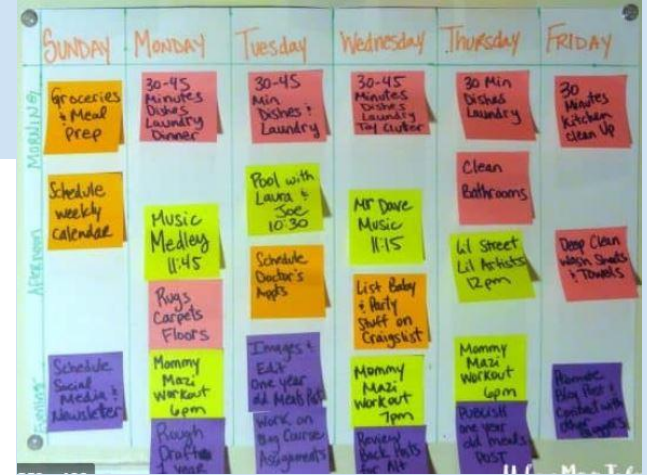 SUNDAY MONDAY Tuesday Wednesday Thursday FRIDAY
MORNING
Groceries
& Meal
Prep
30-45
Minutes
Dishes
Laundry
Dinner
30-45
Min
Dishes &
Laundry
30-45
Minutes
Dishes
Laundry
Toy Clutter
30 Min
Dishes
Laundry
30
Minutes
Kitchen
Clean Up
Schedule
weekly
calendar
Pool with
Laura &
Joe
10:30
Clean
Bathrooms
Afternoon
Music
Medley
11:45
Mr Dave
Music
11:15
Lil Street
Lil Artists
12pm
Deep Clean
Wash Sheets
& Towels
Rugs
Carpets
Floors
Schedule
Doctor's
Appts
List Baby
& Party
Stuff on
Craigslist
Evening
Schedule
Social
Media &
Newsletter
Mommy
Mazi
Workout
6pm
Images &
Edit
One year
old Meals Post
Mommy
Mazi
Workout
7pm
Mommy
Mazi
Workout
6pm
Promote
Blog Post &
Contact with
other
Rough
Draft
1 year
Work on
Blog Course
Assignments
Review
Back Posts
for Alt
Publish
one year
old meals
Post